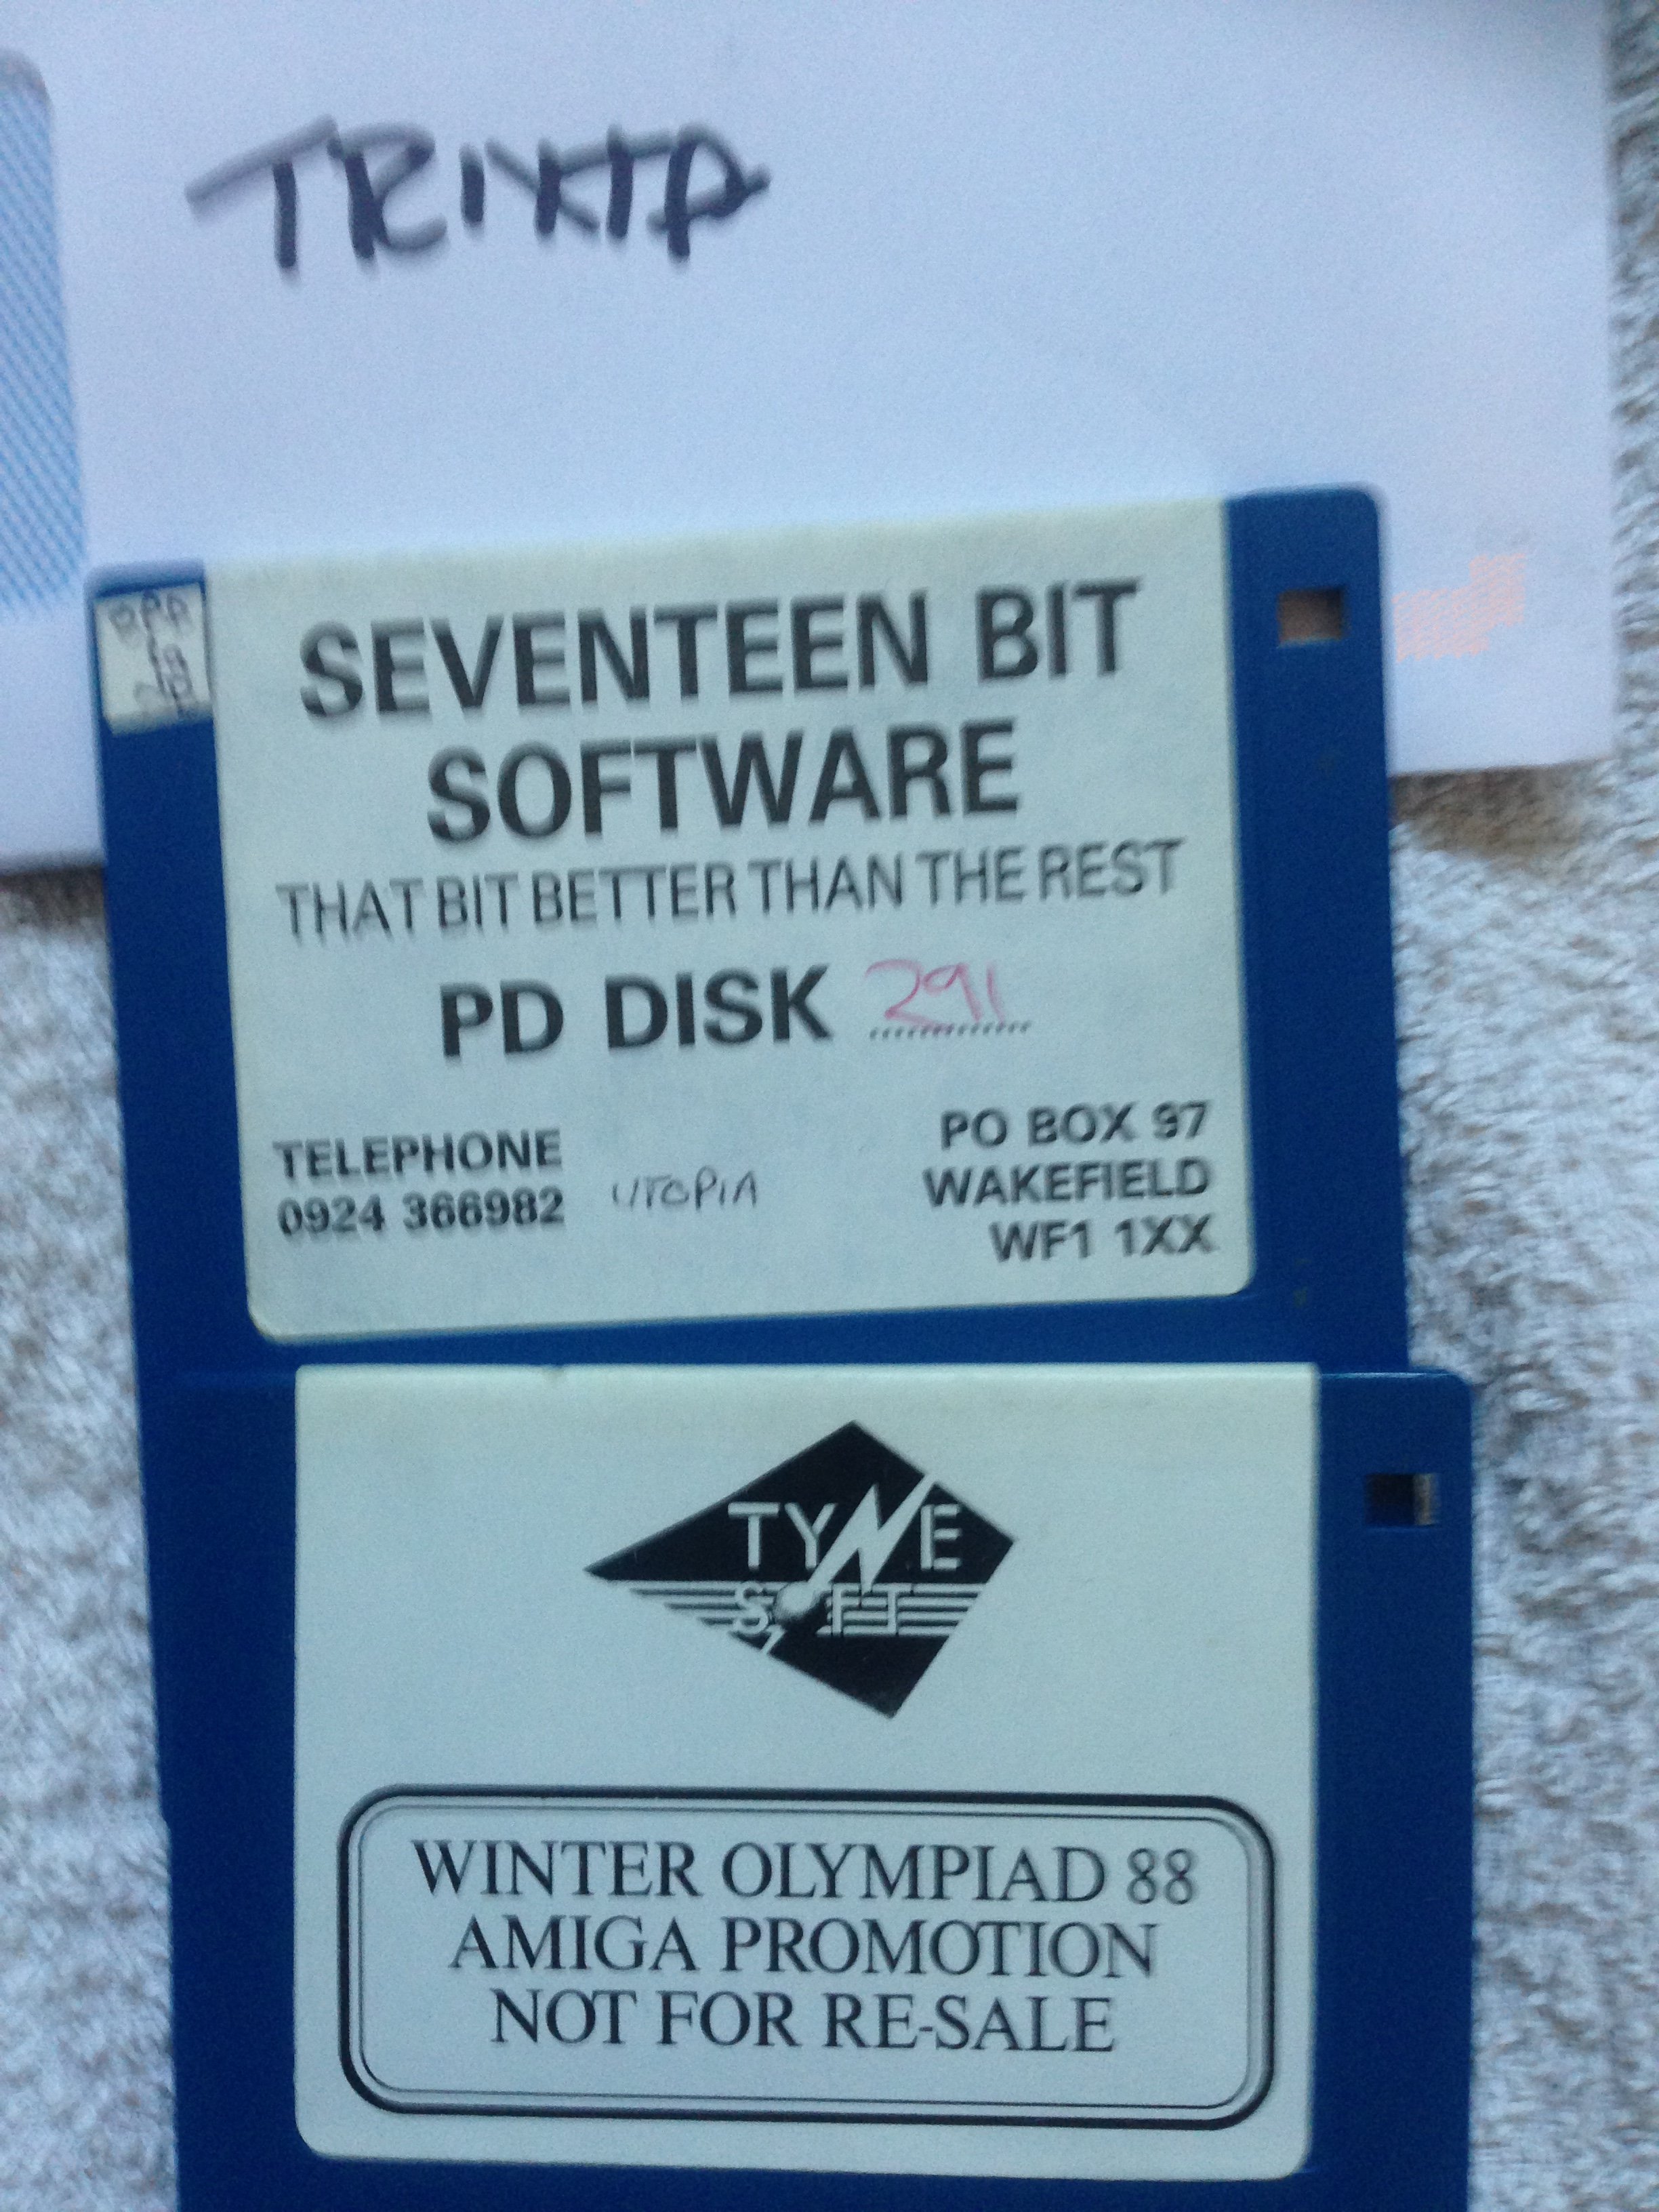 TRIXTA
SEVENTEEN BIT
SOFTWARE
THAT BIT BETTER THAN THE REST
PD DISK 291
TELEPHONE
0924 366982
UTOPIA
PO BOX 97
WAKEFIELD
WF1 1XX
TYNE
SOFT
WINTER OLYMPIAD 88
AMIGA PROMOTION
NOT FOR RE-SALE